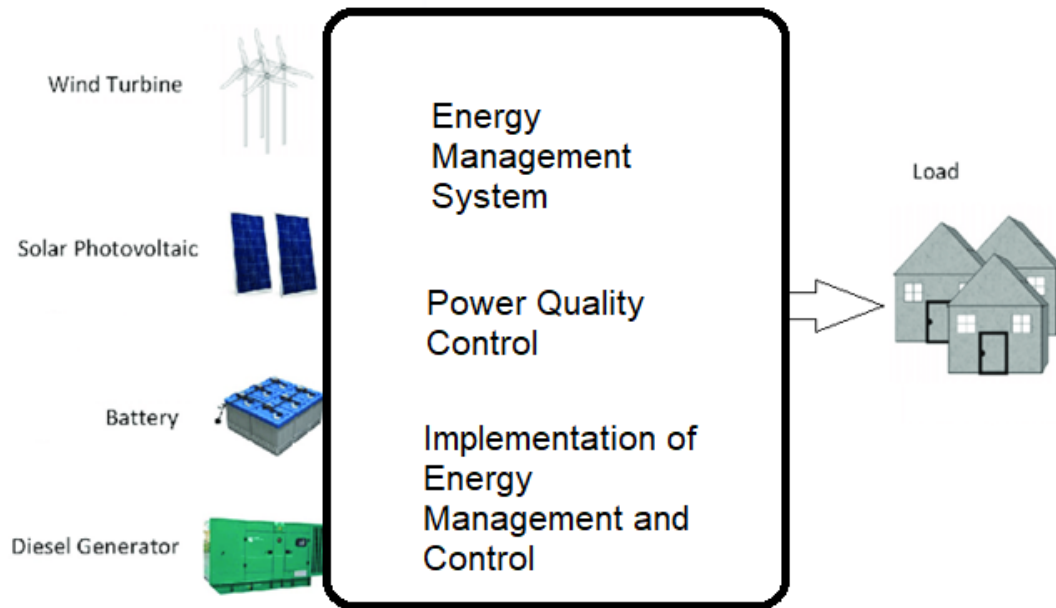 Wind Turbine
Solar Photovoltaic
Battery
Diesel Generator
Energy
Management
System
Power Quality
Control
Implementation of
Energy
Management and
Control
Load